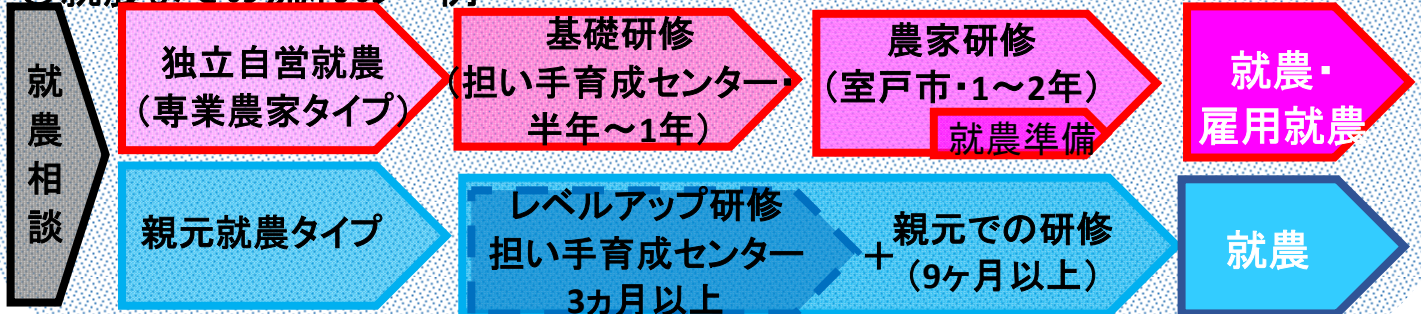 就農相談
独立自営就農
（専業農家タイプ）
基礎研修
（担い手育成センター・
半年～1年）
農家研修
（室戸市・1～2年）
就農準備
就農・
雇用就農
親元就農タイプ
レベルアップ研修
担い手育成センター
3ヵ月以上
＋
親元での研修
（9ヶ月以上）
就農